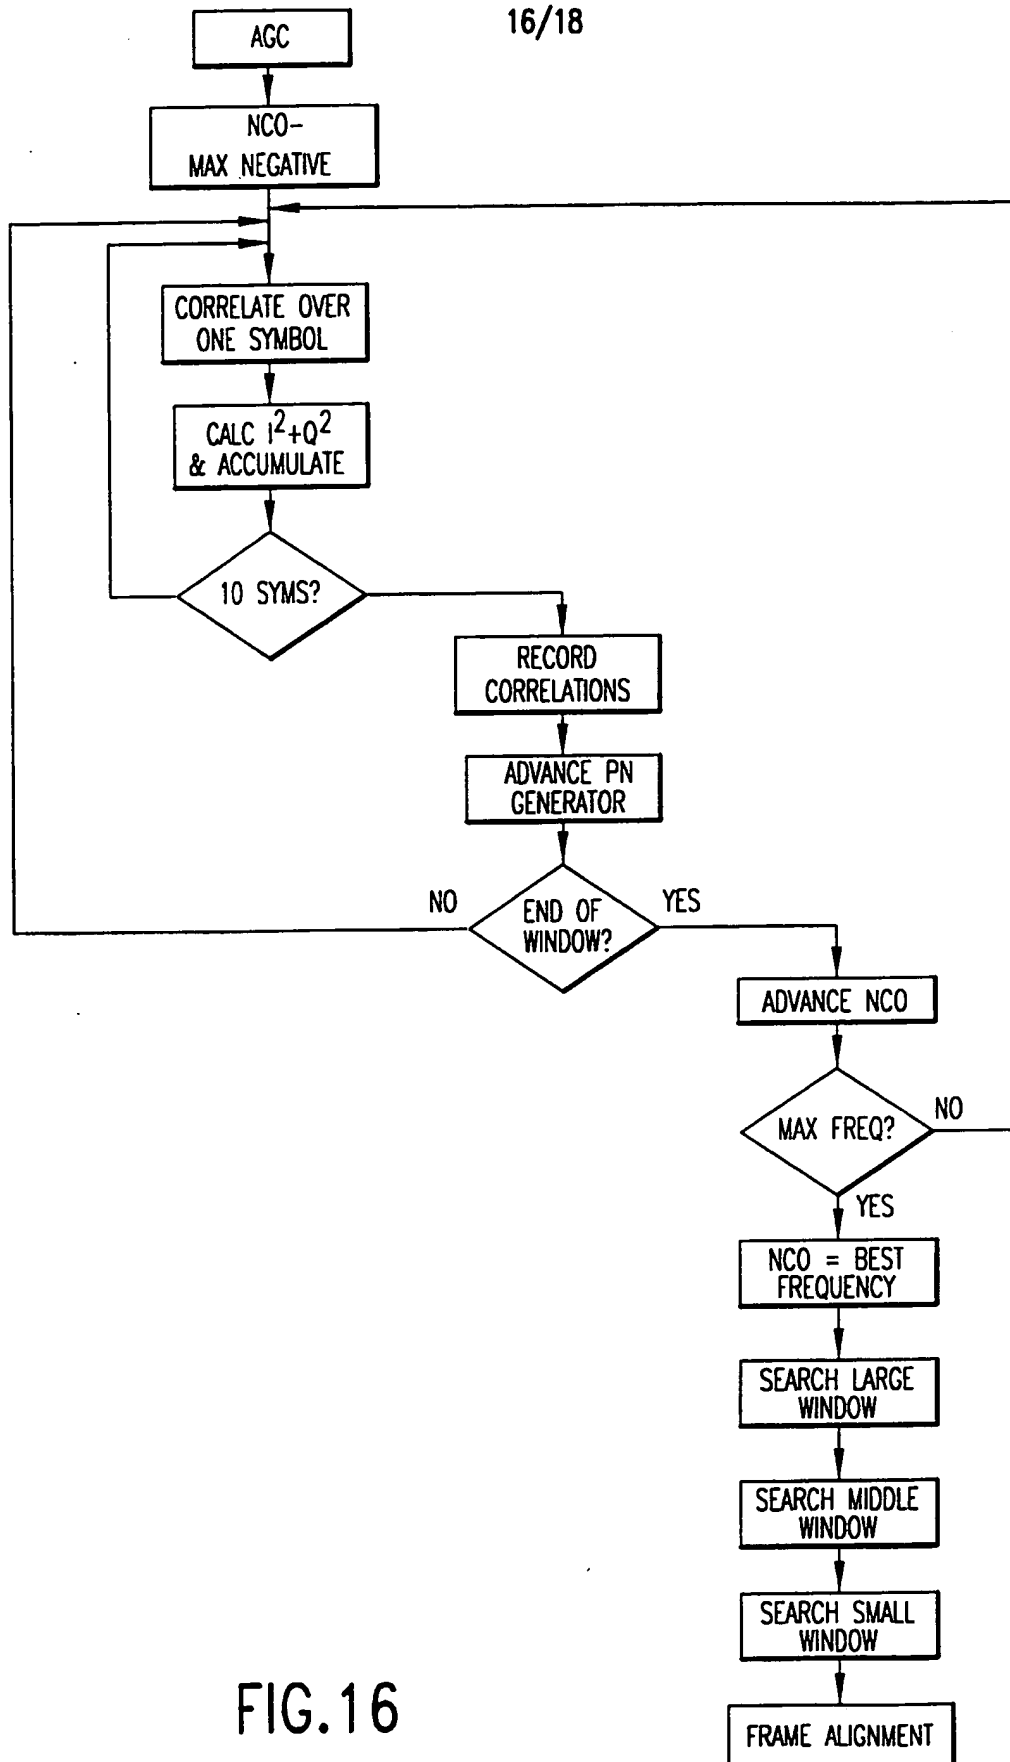 16/18
AGC
NCO-
MAX NEGATIVE
CORRELATE OVER
ONE SYMBOL
CALC I²+Q²
& ACCUMULATE
10 SYMS?
RECORD
CORRELATIONS
ADVANCE PN
GENERATOR
NO
END OF
WINDOW?
YES
ADVANCE NCO
MAX FREQ?
NO
YES
NCO = BEST
FREQUENCY
SEARCH LARGE
WINDOW
SEARCH MIDDLE
WINDOW
SEARCH SMALL
WINDOW
FRAME ALIGNMENT
FIG.16